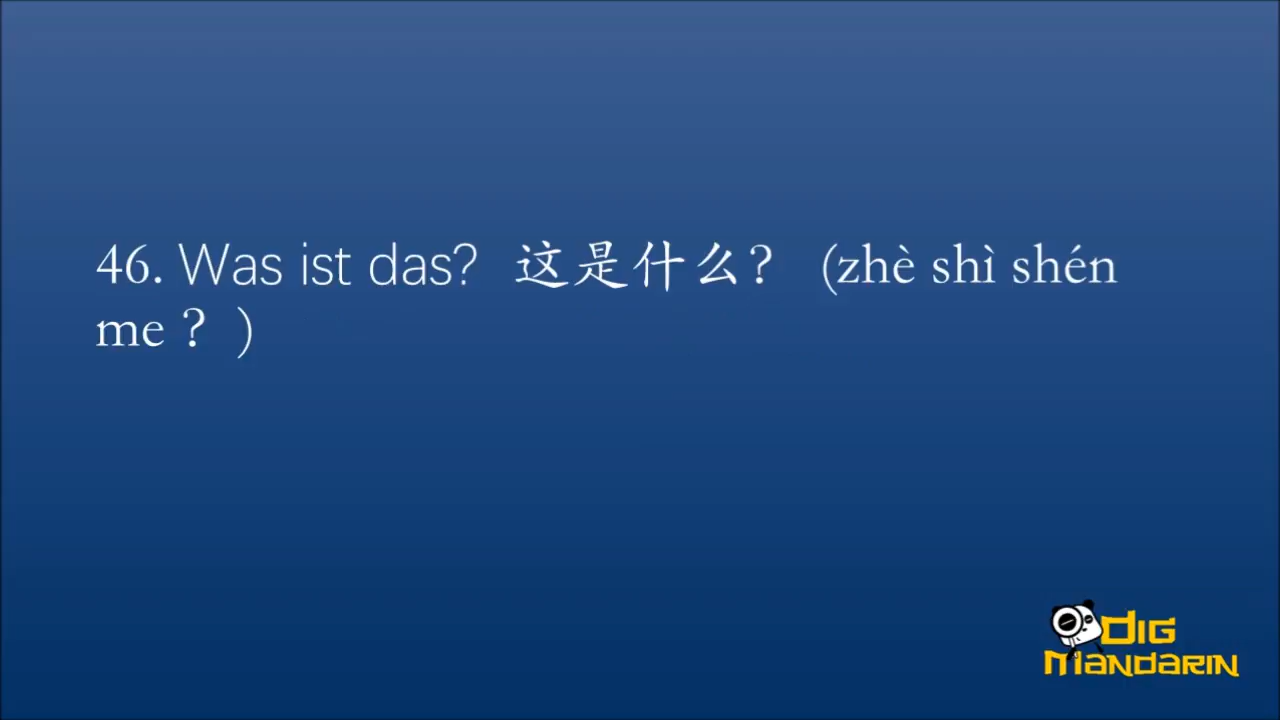 46. Was ist das? 这是什么? (zhè shì shén
me ? )
DIG
MANDARIN